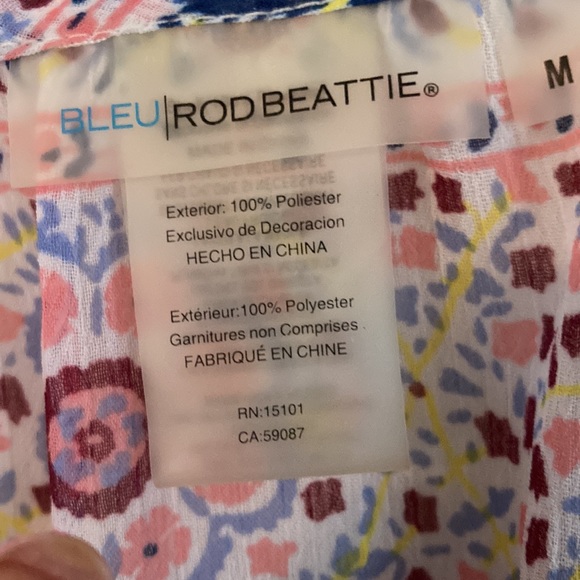 BLEU|RODBEATTIE®
M
Exterior: 100% Poliester
Exclusivo de Decoracion
HECHO EN CHINA
Extérieur:100% Polyester
Garnitures non Comprises
FABRIQUÉ EN CHINE
RN:15101
CA:59087